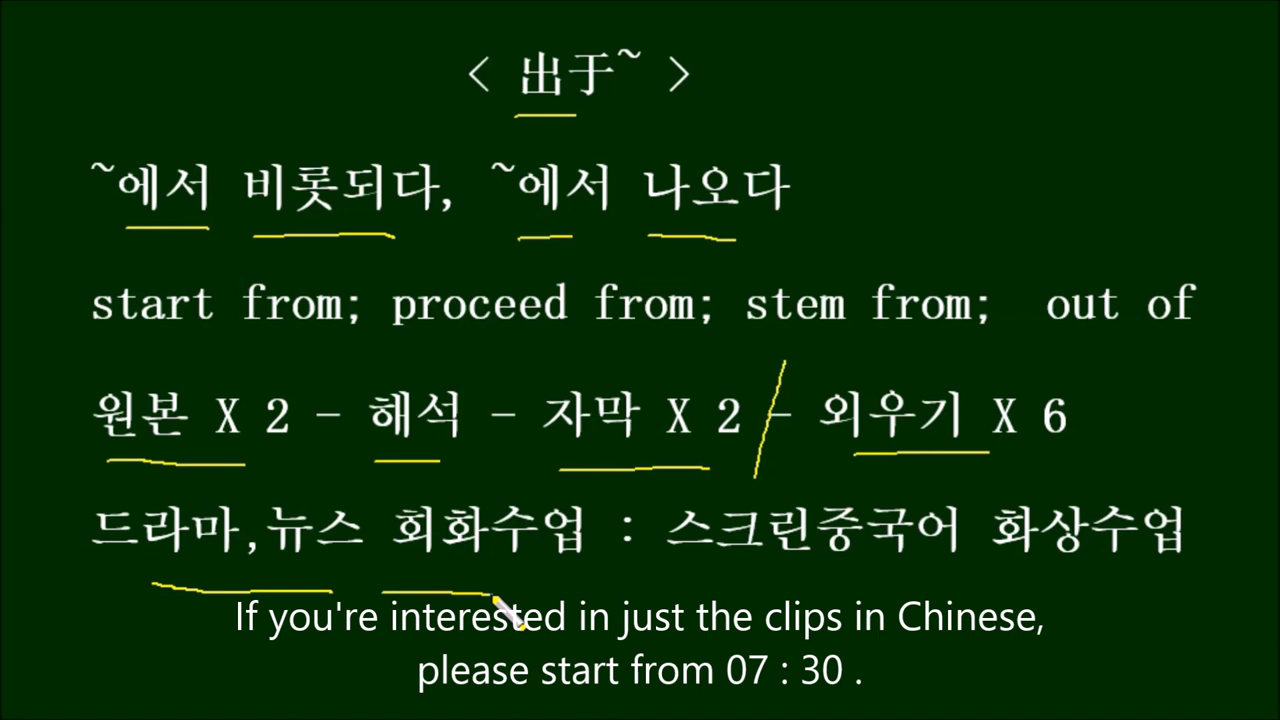 < 出于~ >
~에서 비롯되다, ~에서 나오다
start from; proceed from; stem from; out of
원본 X 2 - 해석 - 자막 X 2 - 외우기 X 6
드라마,뉴스 회화수업 : 스크린중국어 화상수업
If you're interested in just the clips in Chinese,
please start from 07 : 30 .